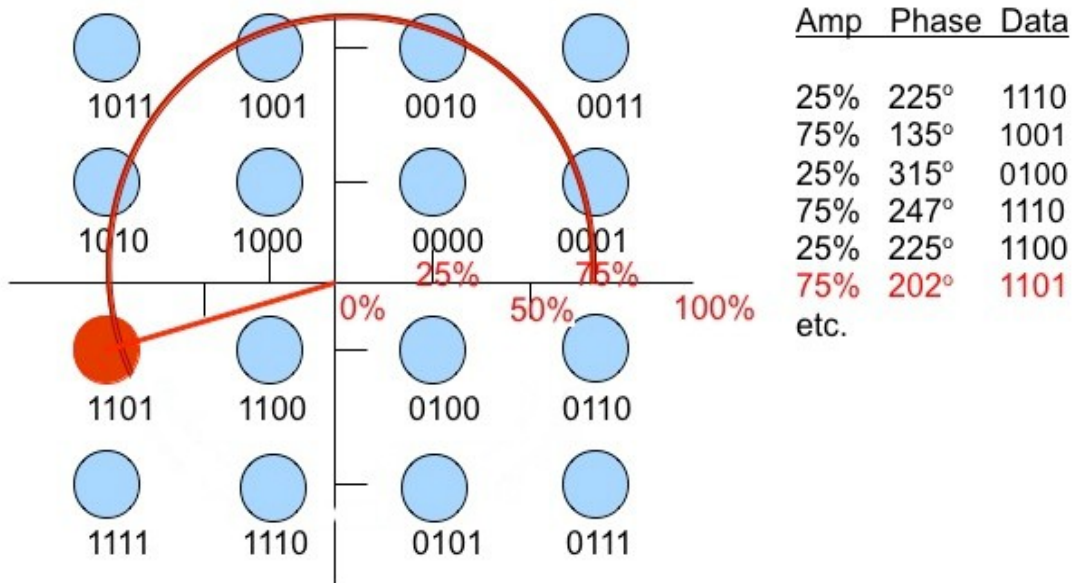 Amp Phase Data
1011 1001 0010 0011
25% 225° 1110
75% 135° 1001
25% 315° 0100
1010 1000 0000 0001
75% 247° 1110
25% 225° 1100
25% 75%
75% 202° 1101
0% 50% 100%
etc.
1101 1100 0100 0110
1111 1110 0101 0111